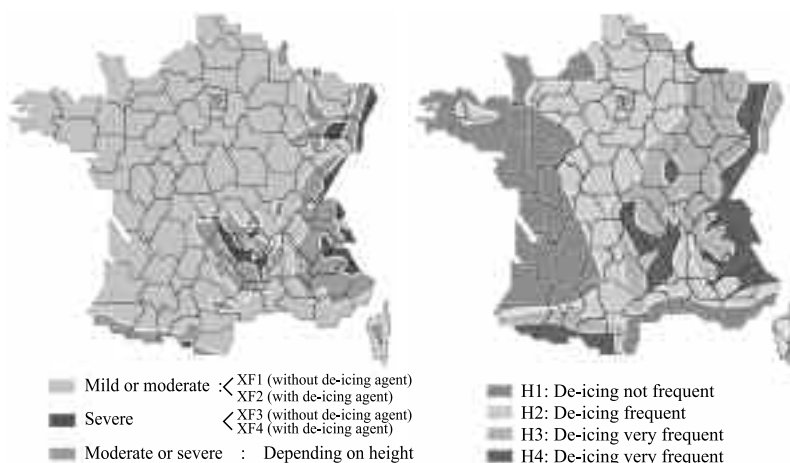 Mild or moderate : XF1 (without de-icing agent)
XF2 (with de-icing agent)
Severe XF3 (without de-icing agent)
XF4 (with de-icing agent)
Moderate or severe : Depending on height
H1: De-icing not frequent
H2: De-icing frequent
H3: De-icing very frequent
H4: De-icing very frequent